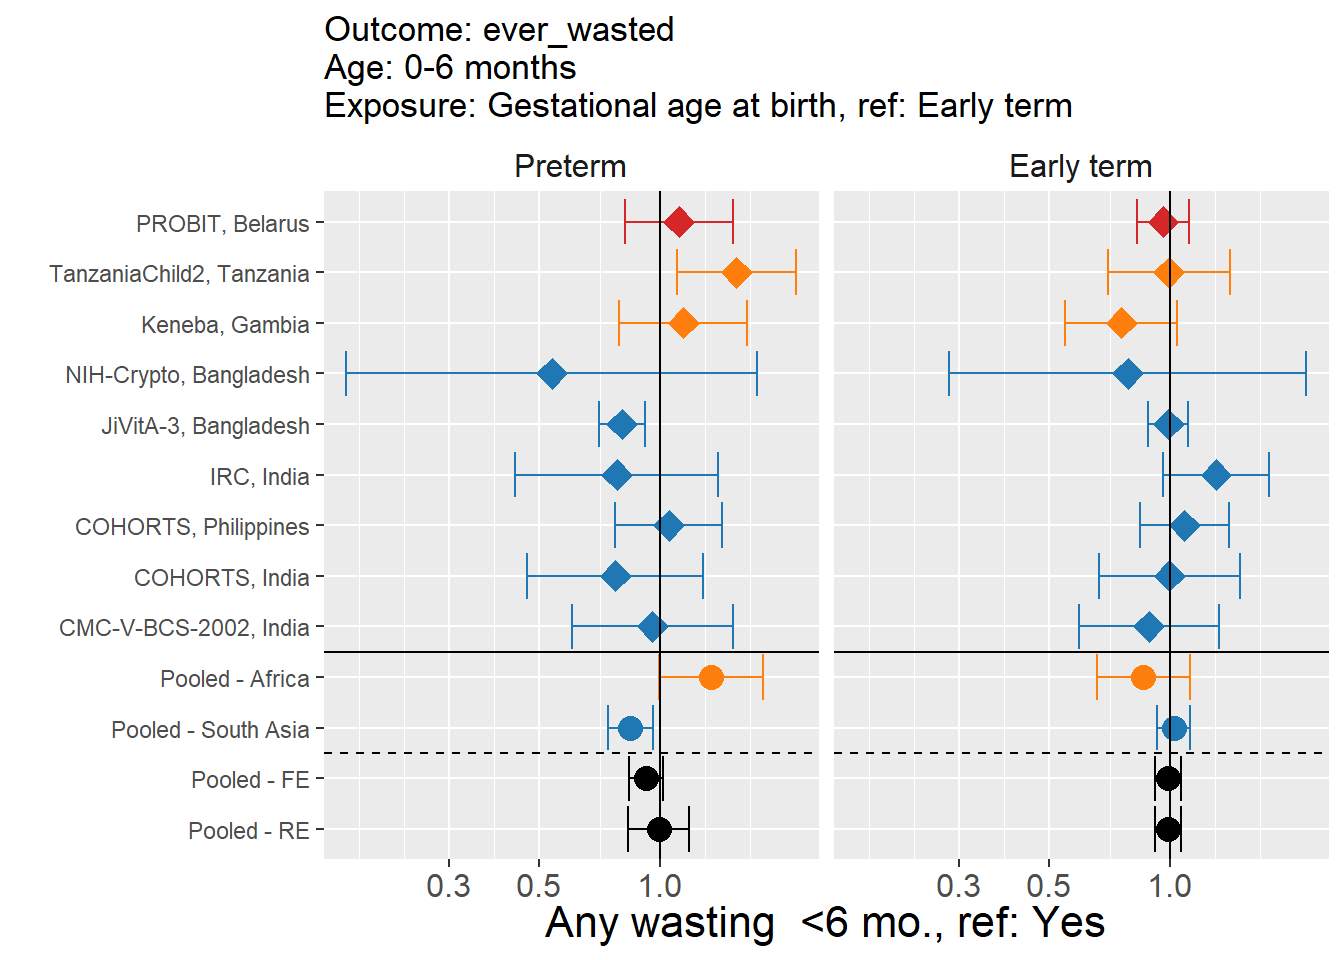 Outcome: ever_wasted
Age: 0-6 months
Exposure: Gestational age at birth, ref: Early term
Preterm
Early term
PROBIT, Belarus
TanzaniaChild2, Tanzania
Keneba, Gambia
NIH-Crypto, Bangladesh
JiVitA-3, Bangladesh
IRC, India
COHORTS, Philippines
COHORTS, India
CMC-V-BCS-2002, India
Pooled - Africa
Pooled - South Asia
Pooled - FE
Pooled - RE
0.3 0.5 1.0 0.3 0.5 1.0
Any wasting  <6 mo., ref: Yes